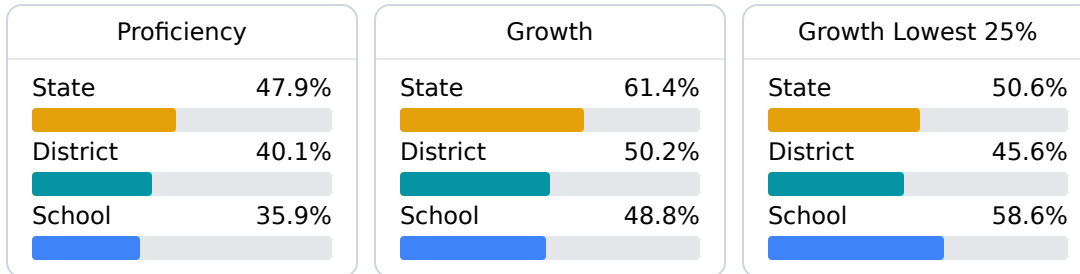 Proficiency
State 47.9%
District 40.1%
School 35.9%
Growth
State 61.4%
District 50.2%
School 48.8%
Growth Lowest 25%
State 50.6%
District 45.6%
School 58.6%